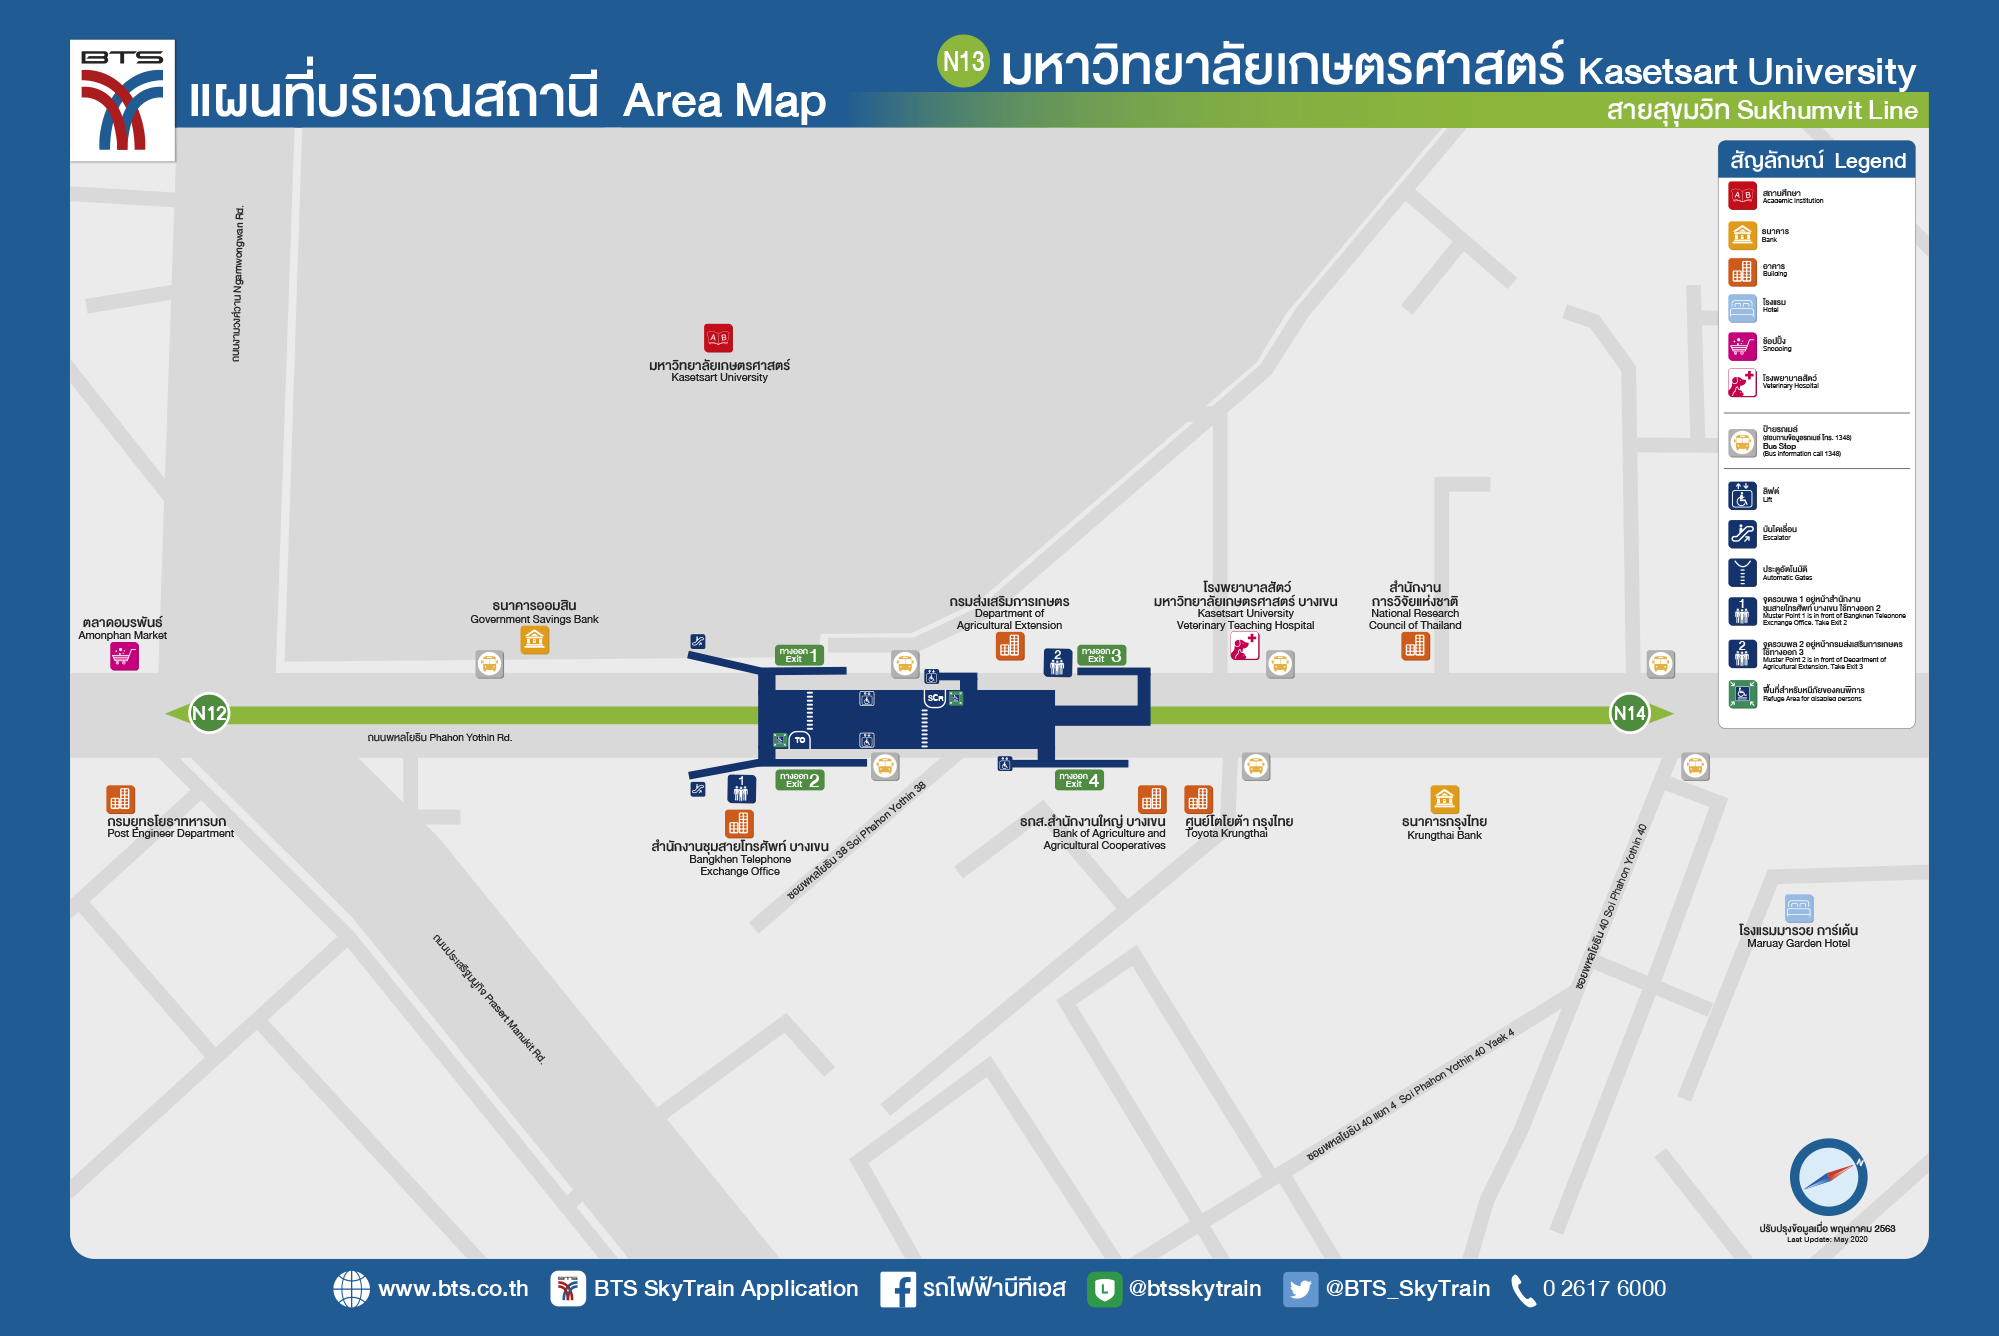 BTS
แผนที่บริเวณสถานี Area Map
N13 มหาวิทยาลัยเกษตรศาสตร์ Kasetsart University
สายสุขุมวิท Sukhumvit Line
สัญลักษณ์ Legend
สถานศึกษา
Academic Institution
ธนาคาร
Bank
อาคาร
Building
โรงแรม
Hotel
ช้อปปิ้ง
Shopping
โรงพยาบาลสัตว์
Veterinary Hospital
ป้ายรถเมล์
(สอบถามข้อมูลรถเมล์ โทร. 1348)
Bus Stop
(Bus information call 1348)
ลิฟต์
Lift
บันไดเลื่อน
Escalator
ประตูอัตโนมัติ
Automatic Gates
1
จุดรวมพล 1 อยู่หน้าสำนักงาน
ชุมสายโทรศัพท์ บางเขน ใช้ทางออก 2
Muster Point 1 is in front of Bangkhen Telephone
Exchange Office. Take Exit 2
2
จุดรวมพล 2 อยู่หน้ากรมส่งเสริมการเกษตร
ใช้ทางออก 3
Muster Point 2 is in front of Department of
Agricultural Extension. Take Exit 3
พื้นที่สำหรับหนีภัยของคนพิการ
Refuge Area for disabled persons
ถนนงามวงศ์วาน Ngamwongwan Rd.
A B
มหาวิทยาลัยเกษตรศาสตร์
Kasetsart University
ตลาดอมรพันธ์
Amonphan Market
ธนาคารออมสิน
Government Savings Bank
กรมส่งเสริมการเกษตร
Department of
Agricultural Extension
โรงพยาบาลสัตว์
มหาวิทยาลัยเกษตรศาสตร์ บางเขน
Kasetsart University
Veterinary Teaching Hospital
สำนักงาน
การวิจัยแห่งชาติ
National Research
Council of Thailand
ทางออก
Exit 1
2
ทางออก
Exit 3
N12
SCR
TO
N14
ถนนพหลโยธิน Phahon Yothin Rd.
1
ทางออก
Exit 2
ทางออก
Exit 4
กรมยุทธโยธาทหารบก
Post Engineer Department
สำนักงานชุมสายโทรศัพท์ บางเขน
Bangkhen Telephone
Exchange Office
ซอยพหลโยธิน 38 Soi Phahon Yothin 38
ธกส.สำนักงานใหญ่ บางเขน
Bank of Agriculture and
Agricultural Cooperatives
ศูนย์โตโยต้า กรุงไทย
Toyota Krungthai
ธนาคารกรุงไทย
Krungthai Bank
ซอยพหลโยธิน 40 Soi Phahon Yothin 40
โรงแรมมารวย การ์เด้น
Maruay Garden Hotel
ถนนประเสริฐมนูกิจ Prasert Manukit Rd.
ซอยพหลโยธิน 40 แยก 4 Soi Phahon Yothin 40 Yaek 4
N
ปรับปรุงข้อมูลเมื่อ พฤษภาคม 2563
Last Update: May 2020
www.bts.co.th
BTS SkyTrain Application
รถไฟฟ้าบีทีเอส
L @btsskytrain
@BTS_SkyTrain
0 2617 6000